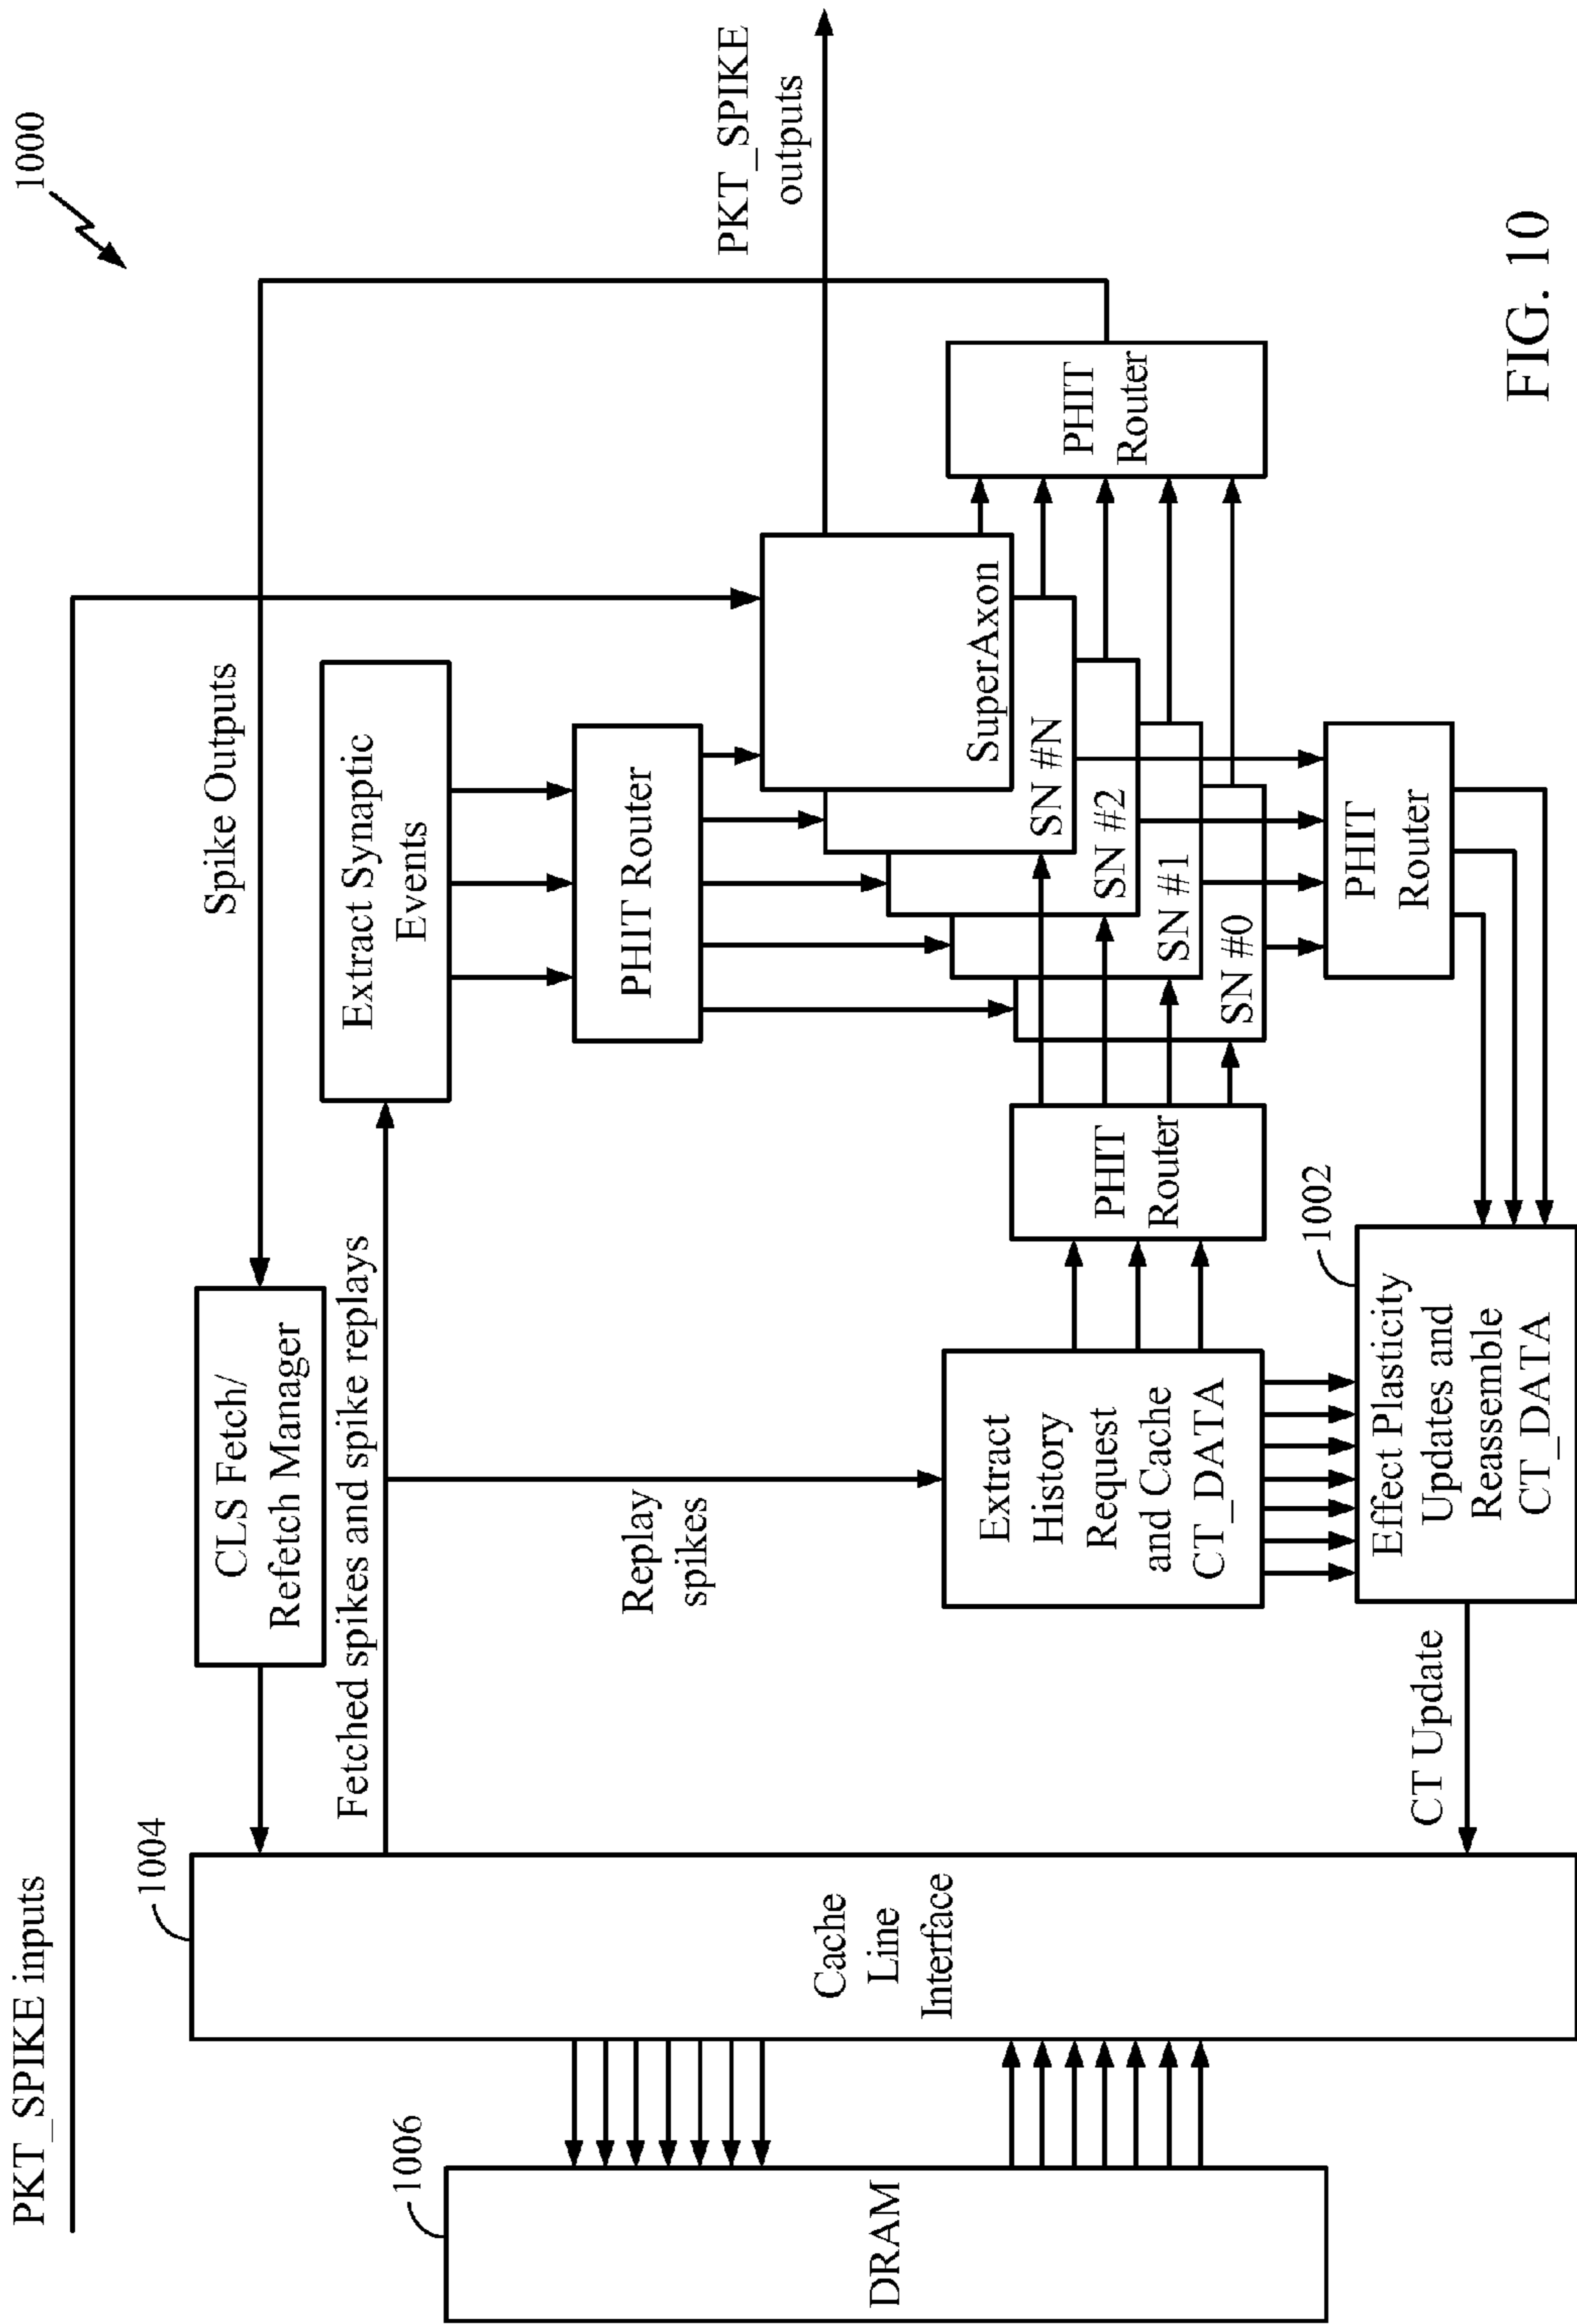 1000
PKT_SPIKE inputs
PKT_SPIKE
outputs
Spike Outputs
1004
CLS Fetch/
Refetch Manager
Fetched spikes and spike replays
Extract Synaptic
Events
PHIT Router
1006
DRAM
Cache
Line
Interface
Replay
spikes
SuperAxon
SN #N
SN #2
SN #1
SN #0
PHIT
Router
Extract
History
Request
and Cache
CT_DATA
PHIT
Router
PHIT
Router
1002
Effect Plasticity
Updates and
Reassemble
CT_DATA
CT Update
FIG. 10